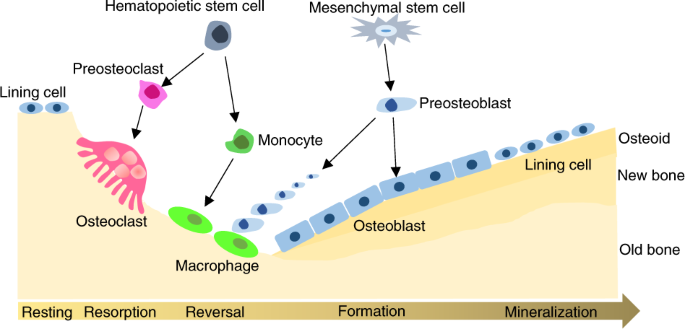 Hematopoietic stem cell
Mesenchymal stem cell
Preosteoclast
Lining cell
Preosteoblast
Monocyte
Osteoid
Lining cell
New bone
Osteoclast
Osteoblast
Old bone
Macrophage
Resting
Resorption
Reversal
Formation
Mineralization